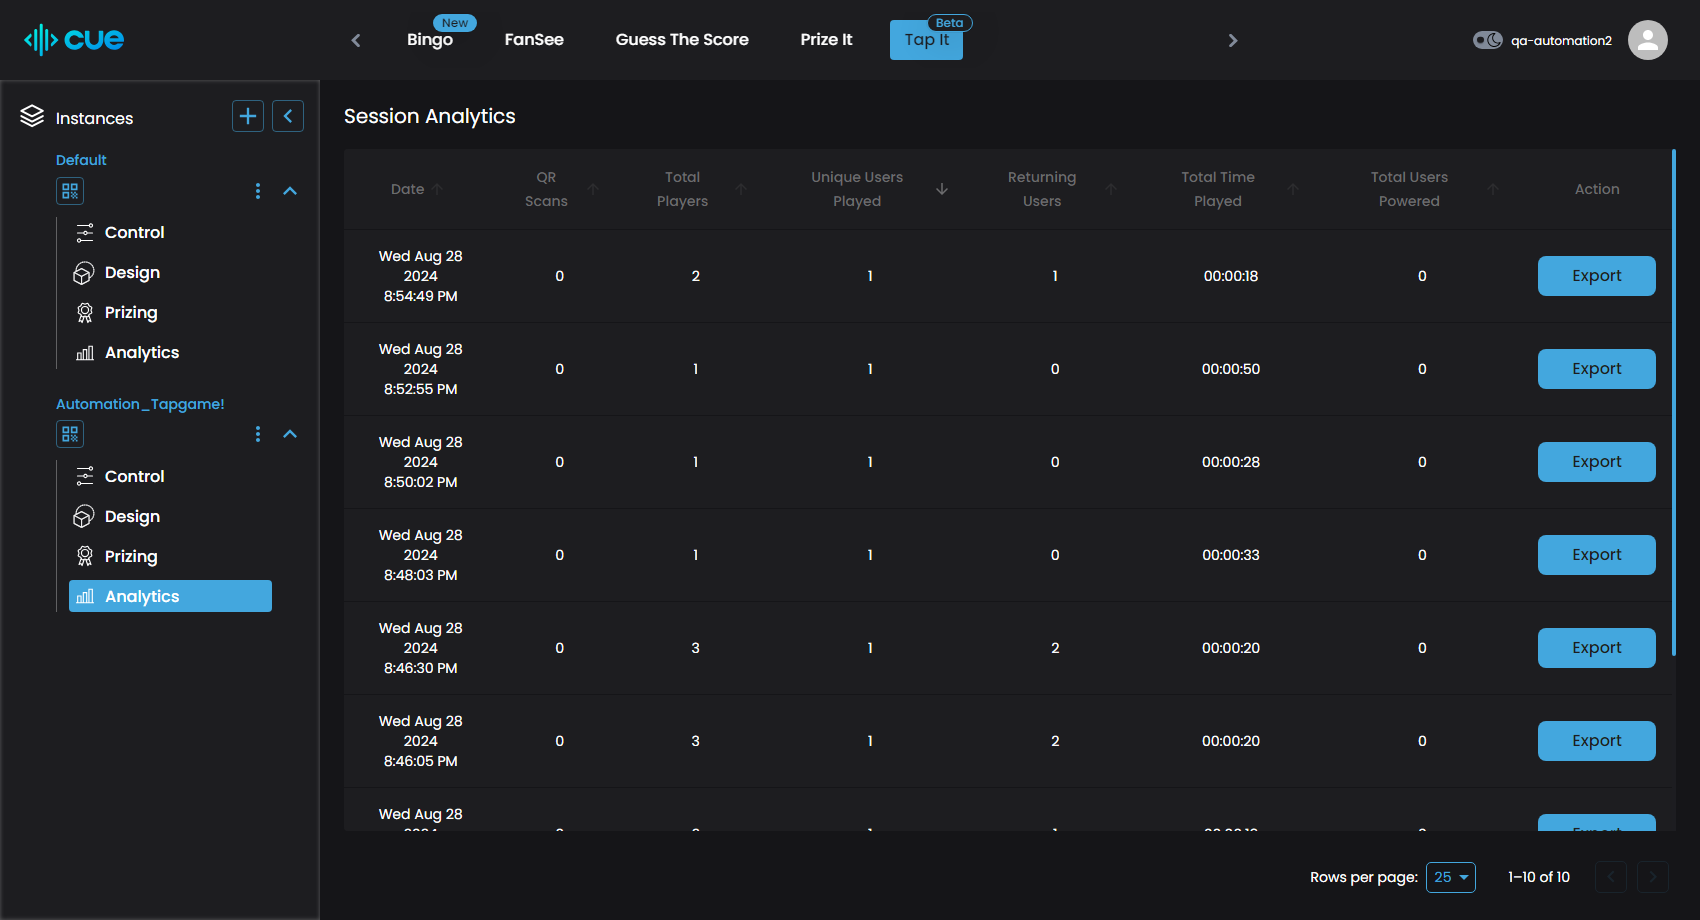 cue
New
Beta
Bingo
FanSee
Guess The Score
Prize It
Tap It
qa-automation2
Instances
Default
Control
Design
Prizing
Analytics
Automation_Tapgame!
Control
Design
Prizing
Analytics
Session Analytics
Date
QR Scans
Total Players
Unique Users Played
Returning Users
Total Time Played
Total Users Powered
Action
Wed Aug 28 2024 8:54:49 PM 0 2 1 1 00:00:18 0 Export
Wed Aug 28 2024 8:52:55 PM 0 1 1 0 00:00:50 0 Export
Wed Aug 28 2024 8:50:02 PM 0 1 1 0 00:00:28 0 Export
Wed Aug 28 2024 8:48:03 PM 0 1 1 0 00:00:33 0 Export
Wed Aug 28 2024 8:46:30 PM 0 3 1 2 00:00:20 0 Export
Wed Aug 28 2024 8:46:05 PM 0 3 1 2 00:00:20 0 Export
Wed Aug 28
Rows per page: 25 1–10 of 10